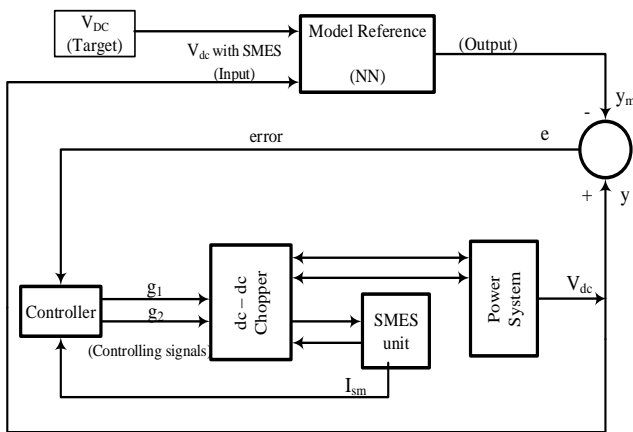 V_DC
(Target)
V_dc with SMES
(Input)
Model Reference
(NN)
(Output)
y_m
-
e
error
+
y
Controller
g_1
g_2
(Controlling signals)
dc – dc
Chopper
SMES
unit
I_sm
Power
System
V_dc